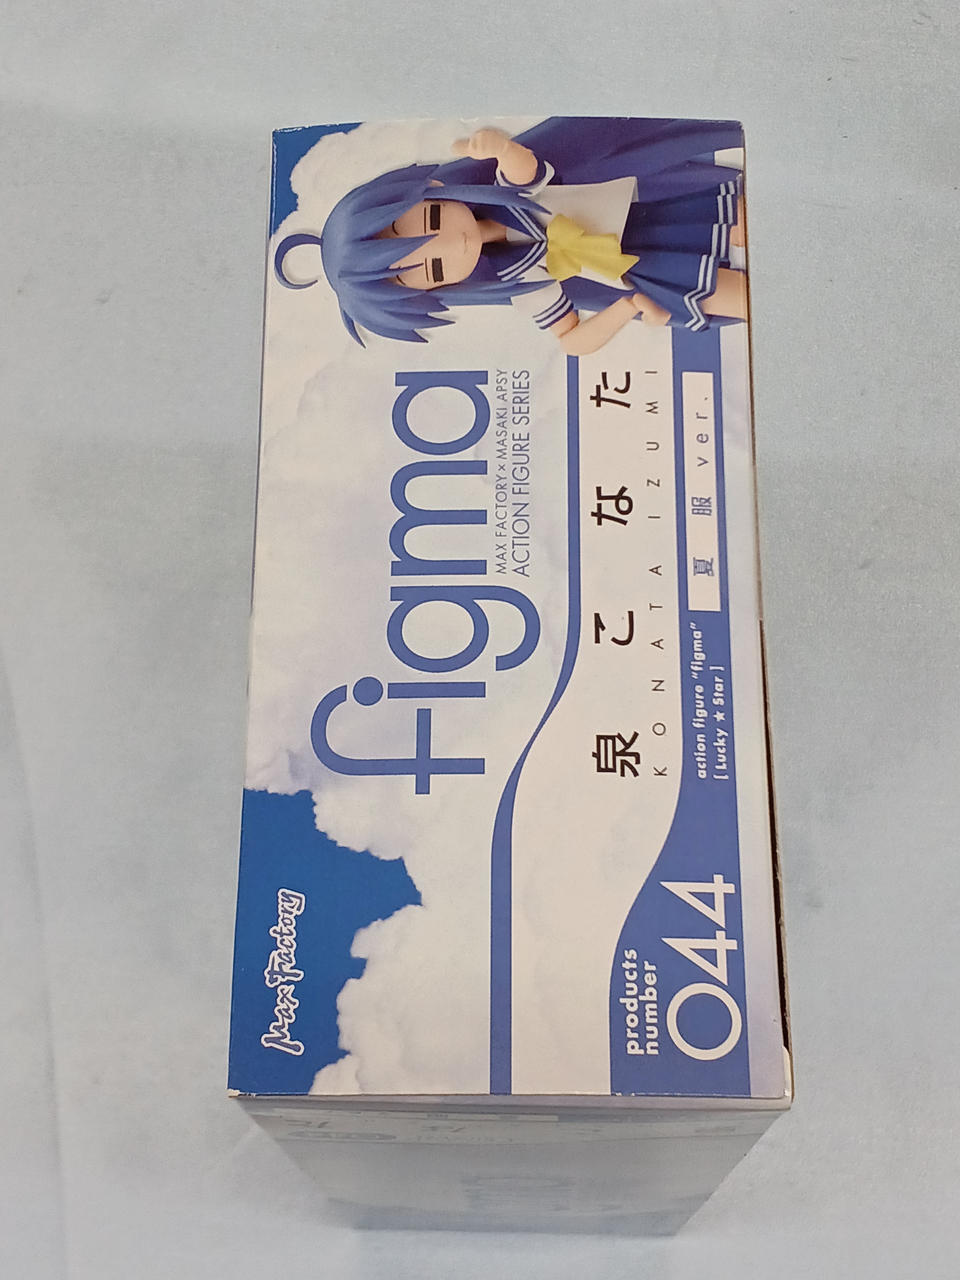 figma
MAX FACTORY × MASAKI APSY
ACTION FIGURE SERIES
泉こなた
KONATA IZUMI
夏服 ver.
action figure "figma"
[ Lucky ★ Star ]
Max Factory
products
number
044